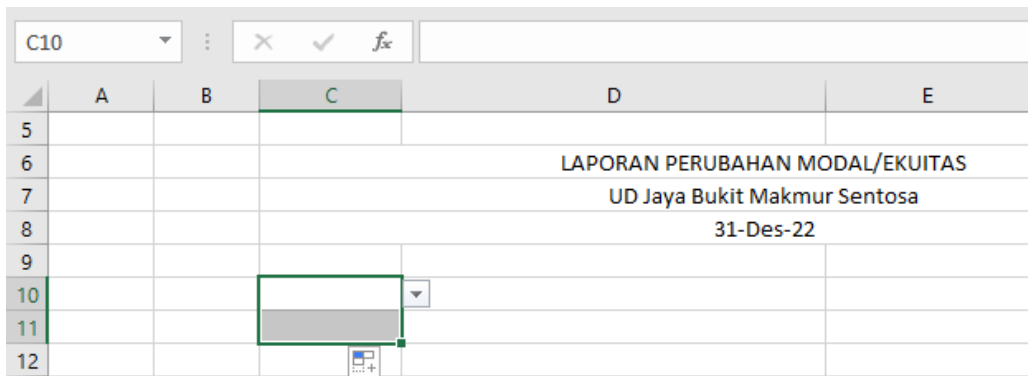 C10 fx
A B C D E
5
6 LAPORAN PERUBAHAN MODAL/EKUITAS
7 UD Jaya Bukit Makmur Sentosa
8 31-Des-22
9
10
11
12